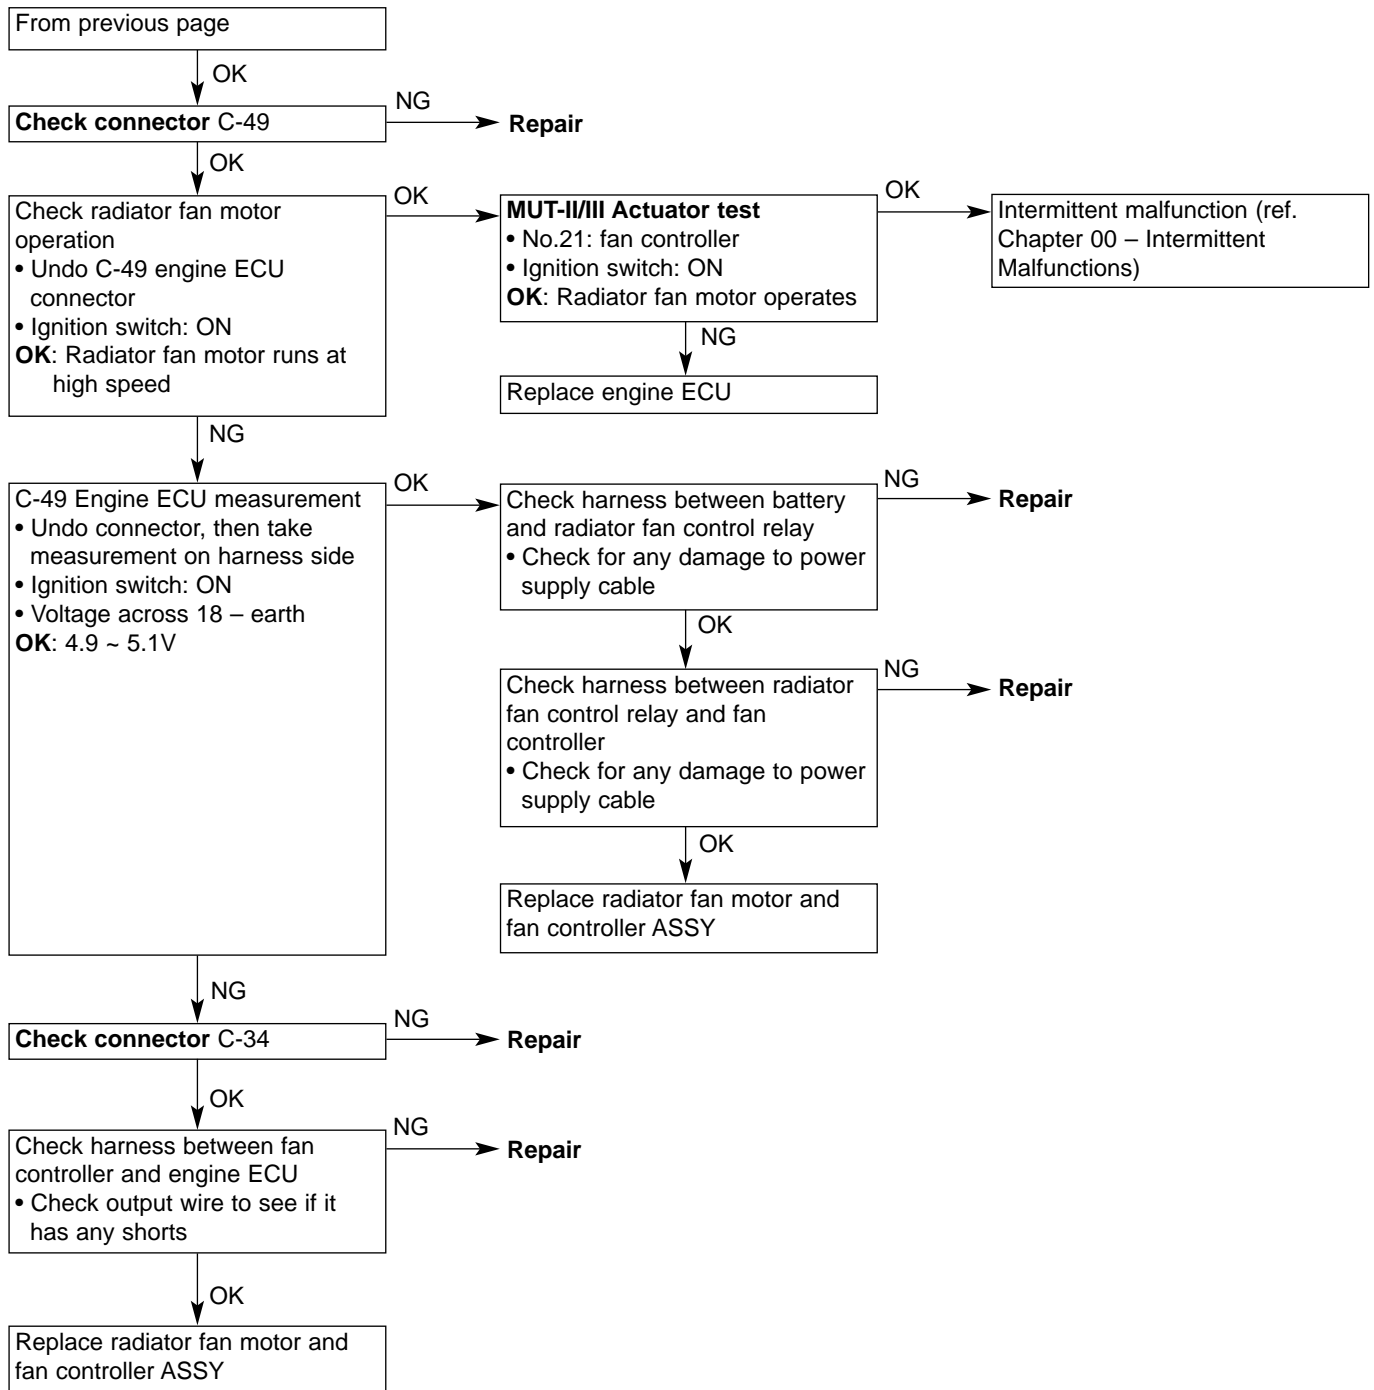 From previous page
OK
Check connector C-49
NG
Repair
OK
Check radiator fan motor
operation
• Undo C-49 engine ECU
connector
• Ignition switch: ON
OK: Radiator fan motor runs at
high speed
OK
MUT-II/III Actuator test
• No.21: fan controller
• Ignition switch: ON
OK: Radiator fan motor operates
OK
Intermittent malfunction (ref.
Chapter 00 – Intermittent
Malfunctions)
NG
Replace engine ECU
NG
C-49 Engine ECU measurement
• Undo connector, then take
measurement on harness side
• Ignition switch: ON
• Voltage across 18 – earth
OK: 4.9 ~ 5.1V
OK
Check harness between battery
and radiator fan control relay
• Check for any damage to power
supply cable
NG
Repair
OK
Check harness between radiator
fan control relay and fan
controller
• Check for any damage to power
supply cable
NG
Repair
OK
Replace radiator fan motor and
fan controller ASSY
NG
Check connector C-34
NG
Repair
OK
Check harness between fan
controller and engine ECU
• Check output wire to see if it
has any shorts
NG
Repair
OK
Replace radiator fan motor and
fan controller ASSY